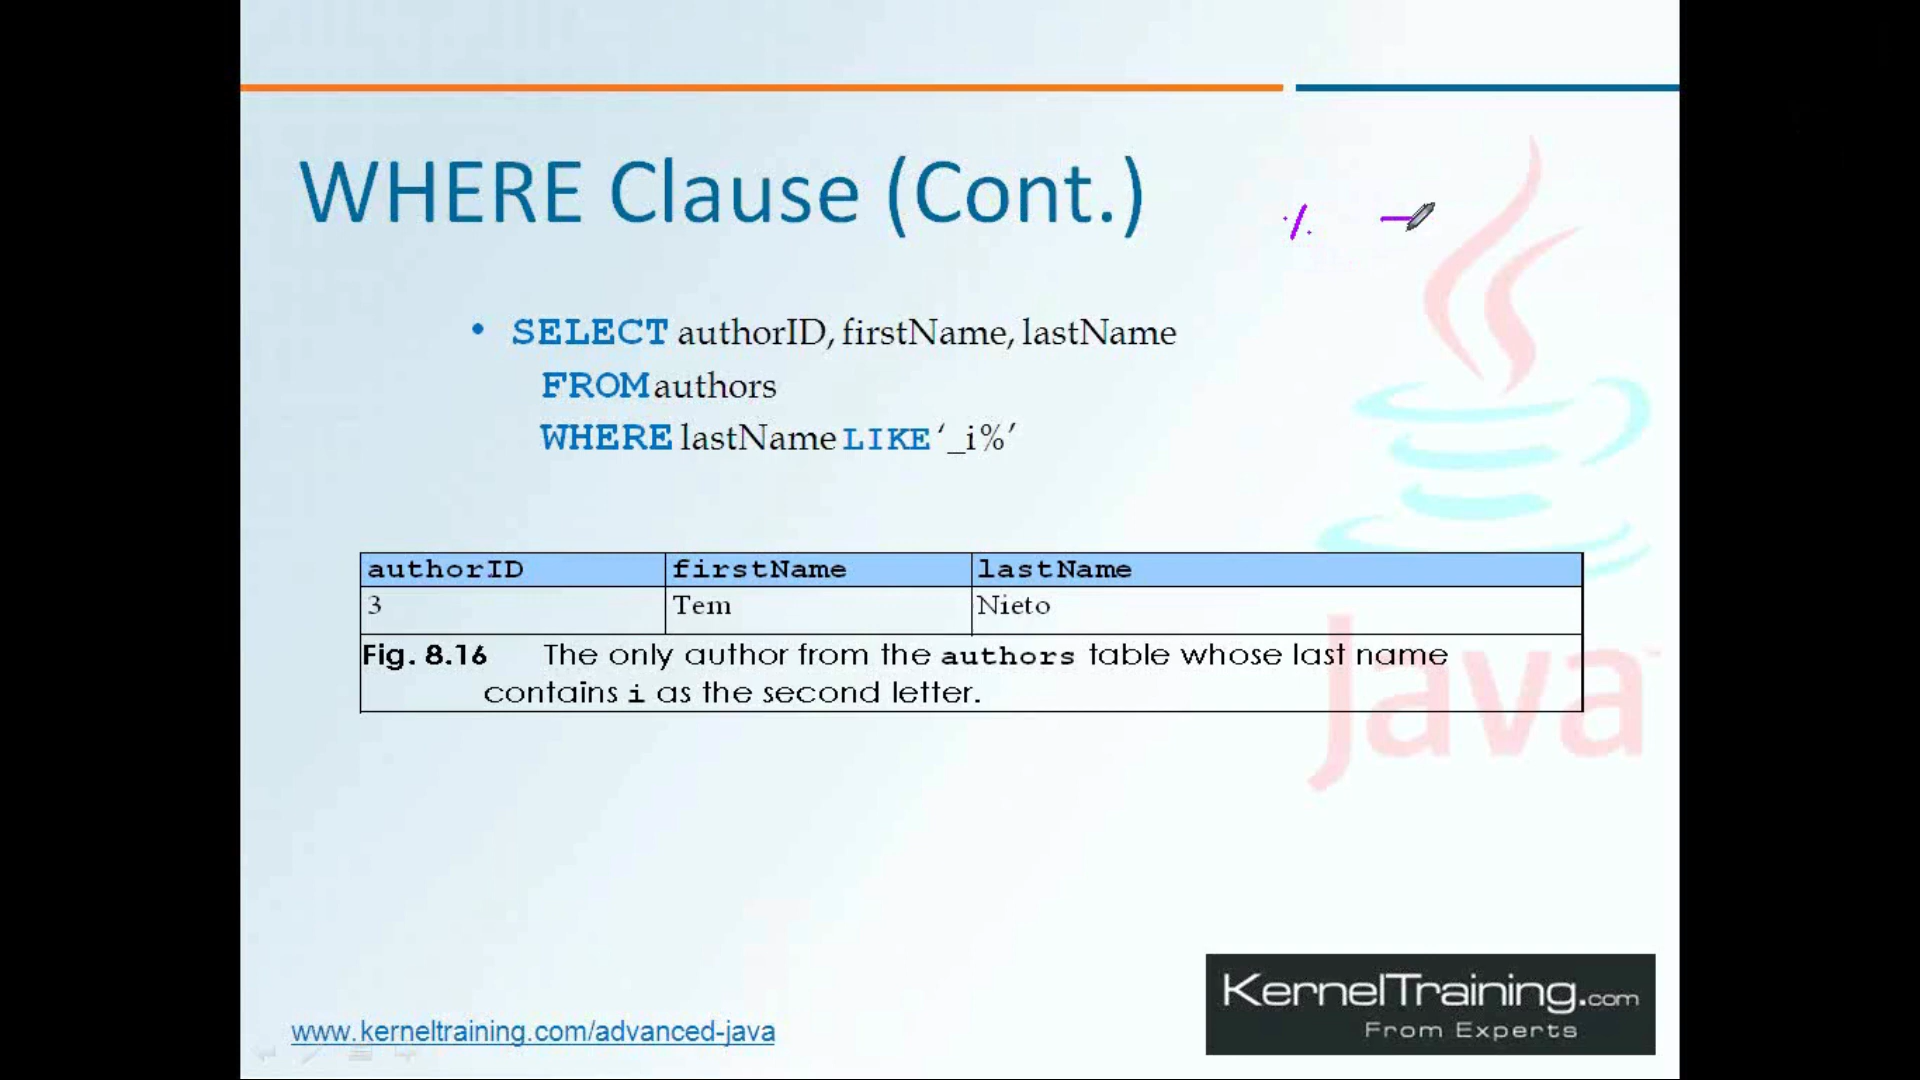 WHERE Clause (Cont.)
% _
• SELECT authorID, firstName, lastName
FROM authors
WHERE lastName LIKE ‘_i%’
authorID firstName lastName
3 Tem Nieto
Fig. 8.16 The only author from the authors table whose last name
contains i as the second letter.
Java
KernelTraining.com
From Experts
www.kerneltraining.com/advanced-java